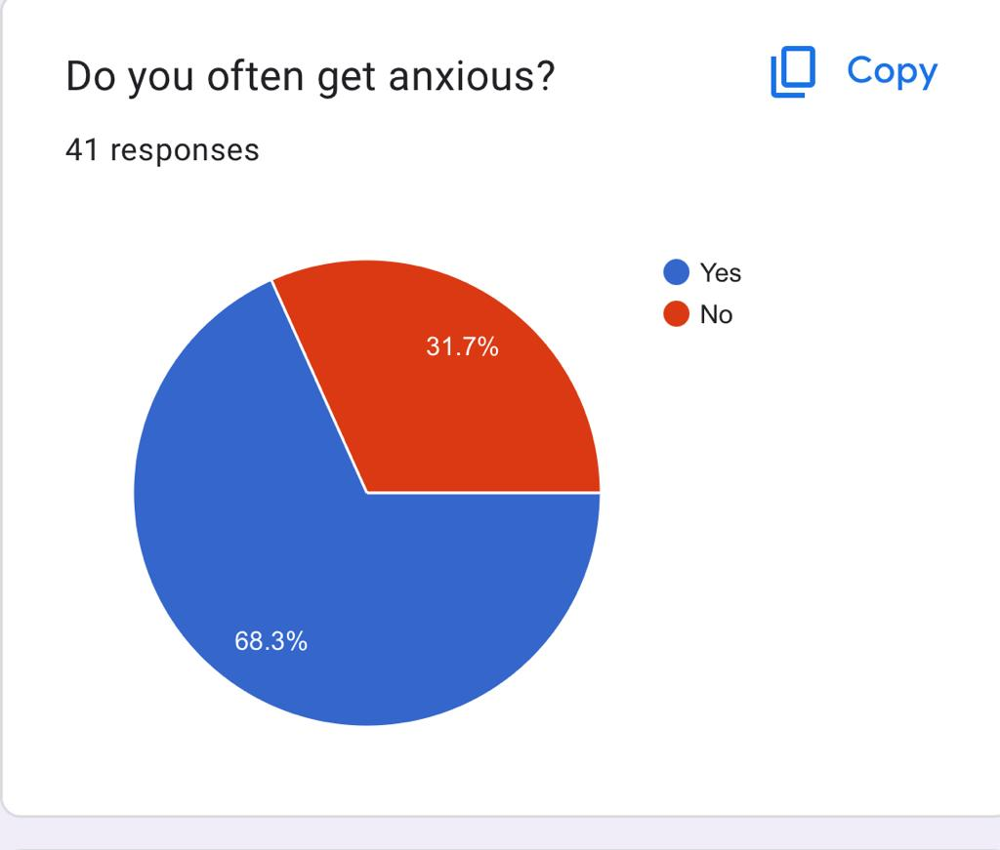 Do you often get anxious?
Copy
41 responses
Yes
No
31.7%
68.3%